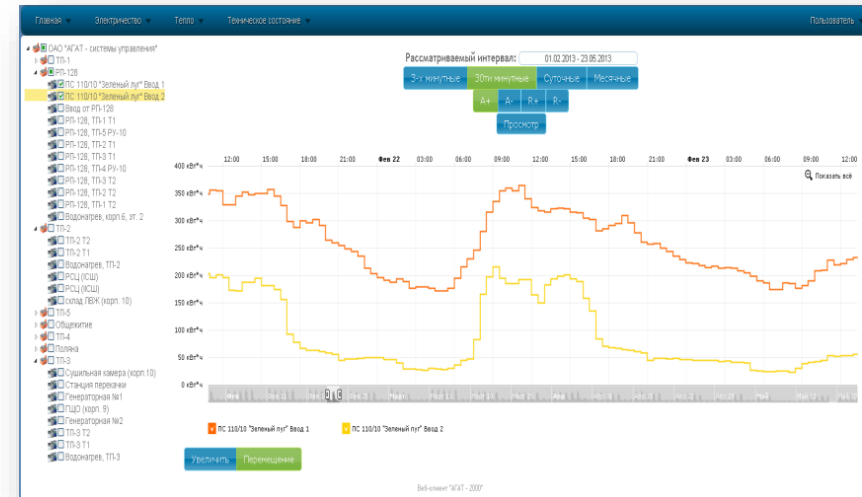 Главная Электричество Тепло Техническое состояние Пользователь
ОАО "АГАТ - системы управления"
ТП-1
РП-128
ПС 110/10 "Зеленый луг" Ввод 1
ПС 110/10 "Зеленый луг" Ввод 2
Ввод от РП-128
РП-128, ТП-1 Т1
РП-128, ТП-5 РУ-10
РП-128, ТП-2 Т1
РП-128, ТП-3 Т1
РП-128, ТП-4 РУ-10
РП-128, ТП-3 Т2
РП-128, ТП-2 Т2
РП-128, ТП-1 Т2
Водонагрев, корп.6, эт. 2
ТП-2
ТП-2 Т2
ТП-2 Т1
Водонагрев, ТП-2
РСЦ (ІСШ)
РСЦ (ІІСШ)
склад ЛВЖ (корп. 10)
ТП-5
Общежитие
ТП-4
Поляна
ТП-3
Сушильная камера (корп.10)
Станция перекачки
Генераторная №1
ПЩО (корп. 9)
Генераторная №2
ТП-3 Т2
ТП-3 Т1
Водонагрев, ТП-3
Рассматриваемый интервал: 01.02.2013 - 23.05.2013
3-х минутные 30ти минутные Суточные Месячные
А+ А- R+ R-
Просмотр
12:00 15:00 18:00 21:00 Фев 22 03:00 06:00 09:00 12:00 15:00 18:00 21:00 Фев 23 03:00 06:00 09:00 12:00
Показать всё
400 кВт*ч
350 кВт*ч
300 кВт*ч
250 кВт*ч
200 кВт*ч
150 кВт*ч
100 кВт*ч
50 кВт*ч
0 кВт*ч
ПС 110/10 "Зеленый луг" Ввод 1 ПС 110/10 "Зеленый луг" Ввод 2
Увеличить Перемещение
Веб-клиент "АГАТ - 2000"